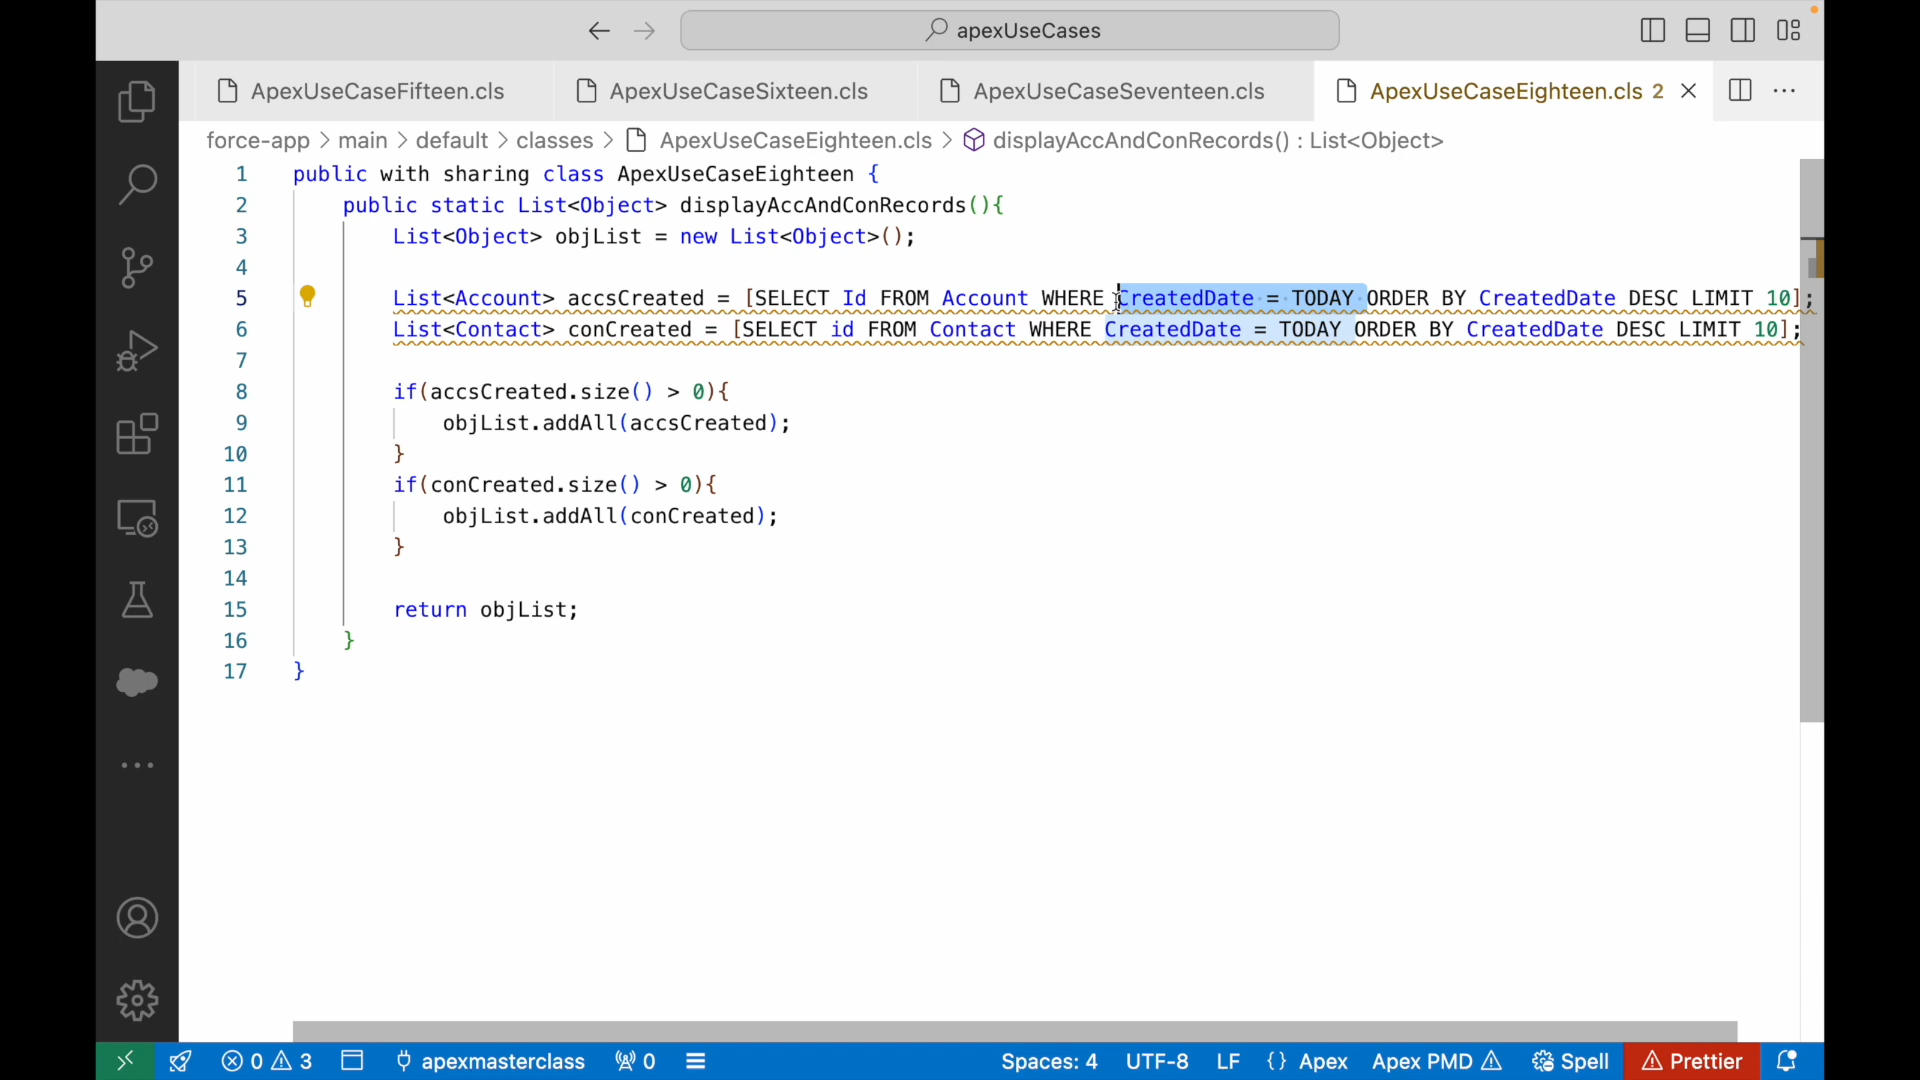 apexUseCases
ApexUseCaseFifteen.cls ApexUseCaseSixteen.cls ApexUseCaseSeventeen.cls ApexUseCaseEighteen.cls 2
force-app > main > default > classes > ApexUseCaseEighteen.cls > displayAccAndConRecords() : List<Object>
1 public with sharing class ApexUseCaseEighteen {
2 public static List<Object> displayAccAndConRecords(){
3 List<Object> objList = new List<Object>();
4
5 List<Account> accsCreated = [SELECT Id FROM Account WHERE CreatedDate = TODAY ORDER BY CreatedDate DESC LIMIT 10];
6 List<Contact> conCreated = [SELECT id FROM Contact WHERE CreatedDate = TODAY ORDER BY CreatedDate DESC LIMIT 10];
7
8 if(accsCreated.size() > 0){
9 objList.addAll(accsCreated);
10 }
11 if(conCreated.size() > 0){
12 objList.addAll(conCreated);
13 }
14
15 return objList;
16 }
17 }
0 3 apexmasterclass 0 Spaces: 4 UTF-8 LF {} Apex Apex PMD Spell Prettier